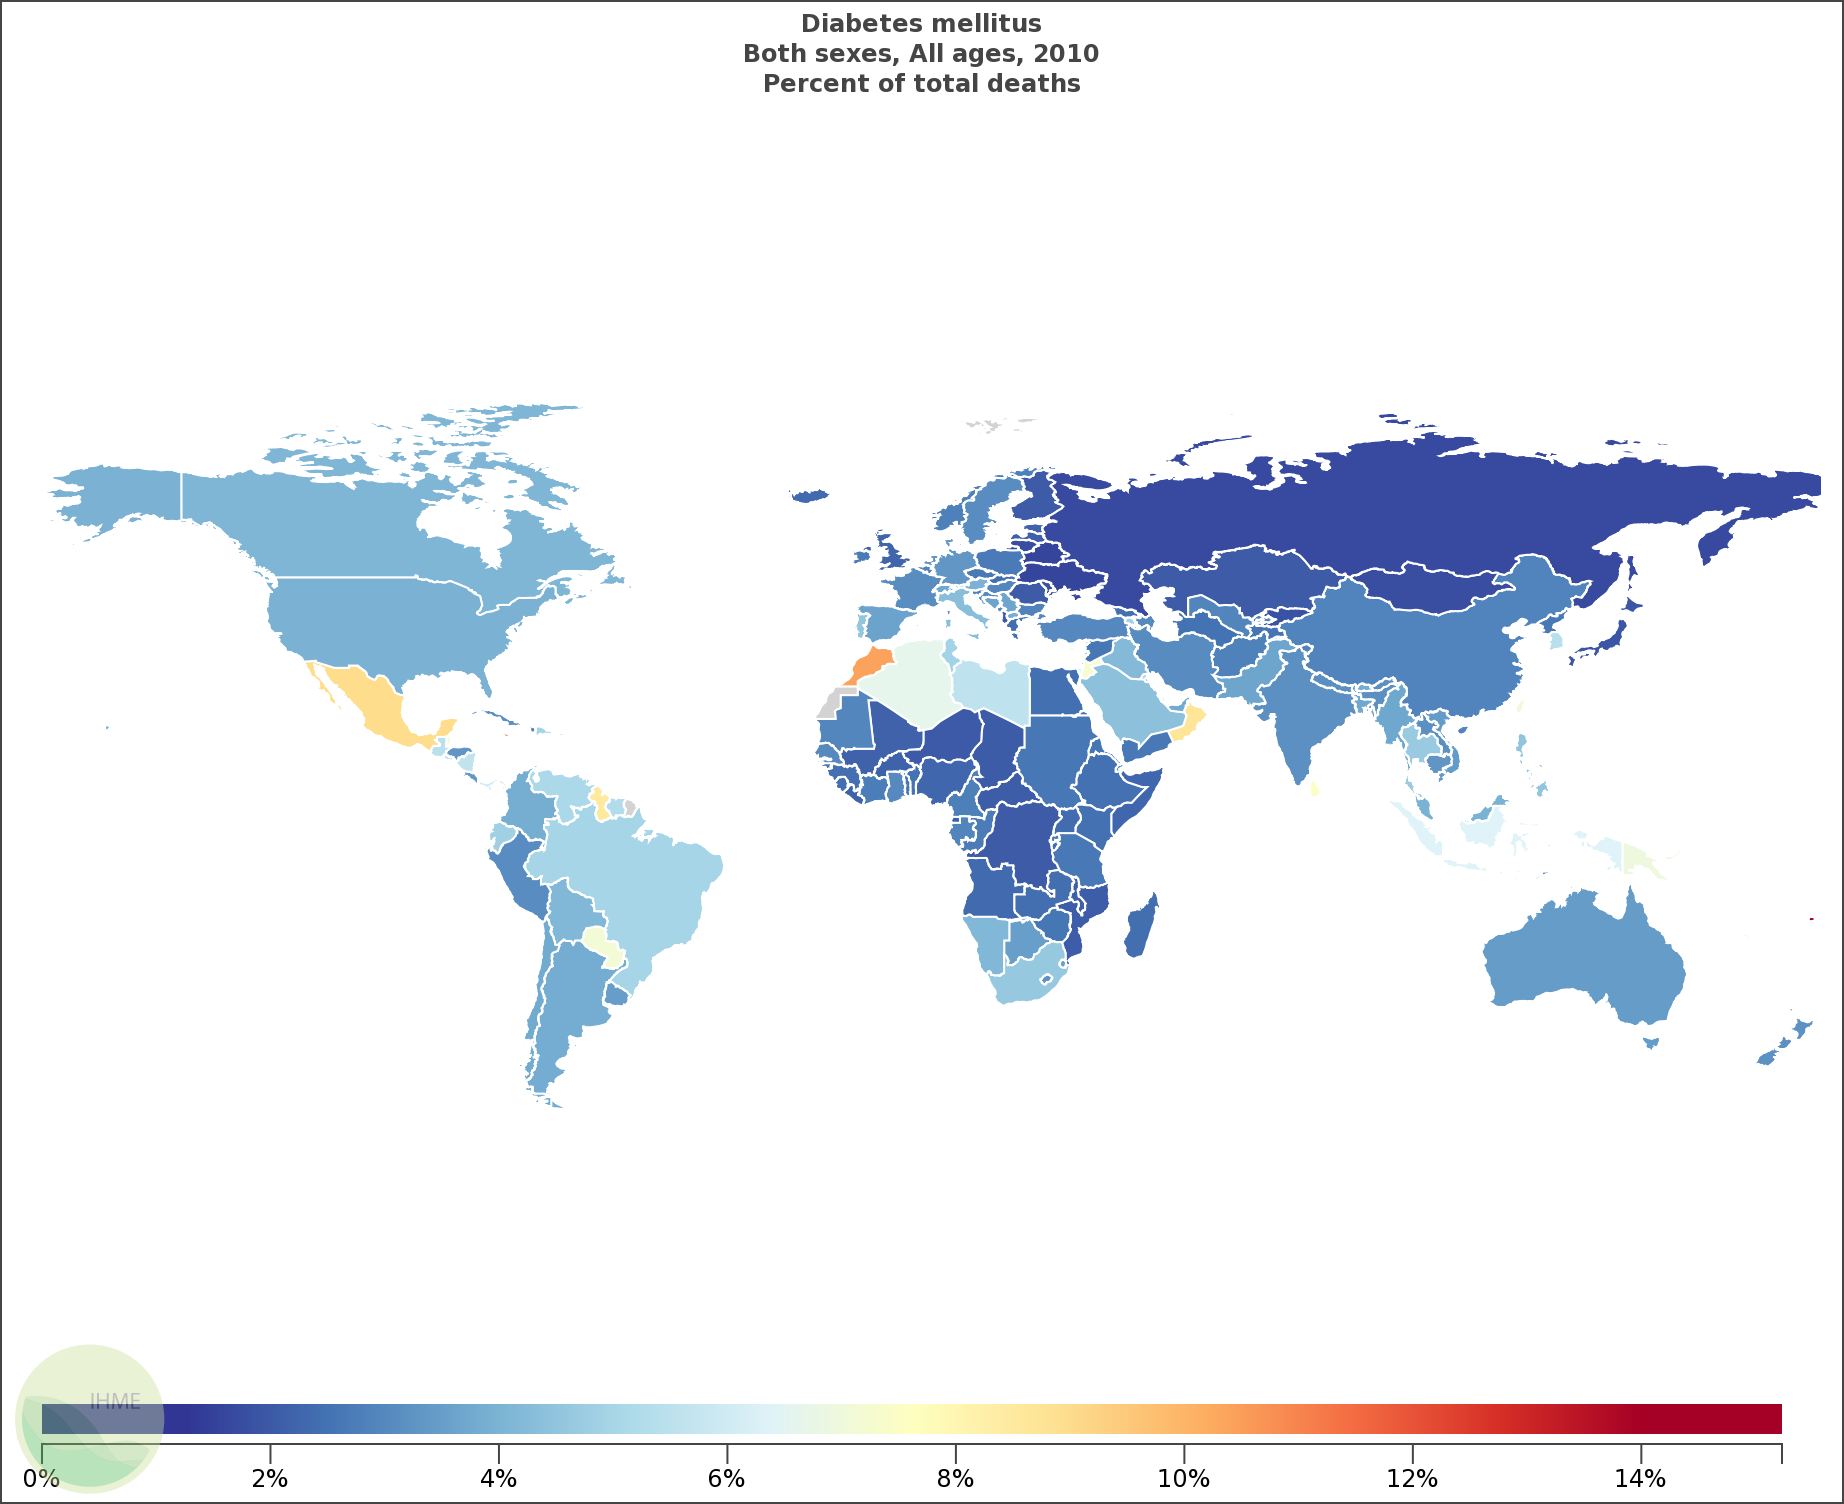 Diabetes mellitus
Both sexes, All ages, 2010
Percent of total deaths
IHME
0% 2% 4% 6% 8% 10% 12% 14%